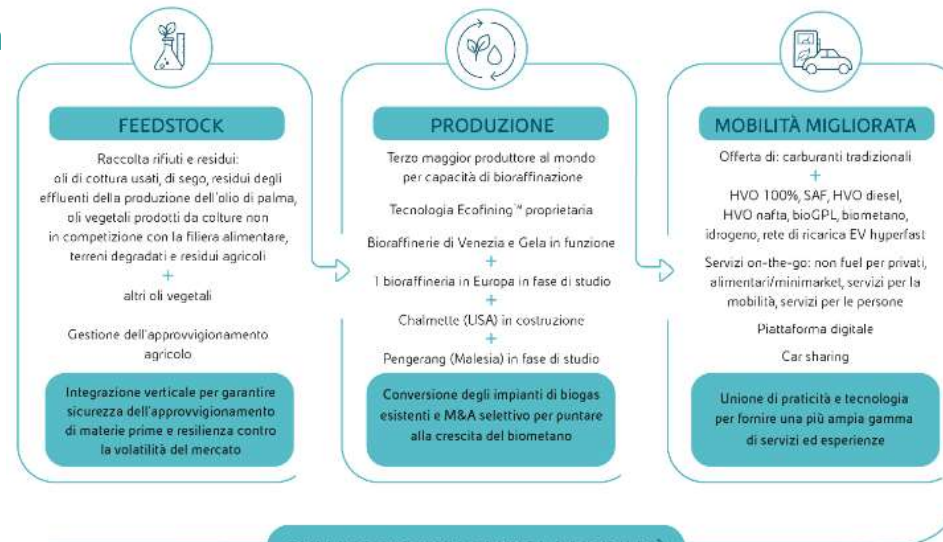 FEEDSTOCK
Raccolta rifiuti e residui:
oli di cottura usati, di sego, residui degli
effluenti della produzione dell'olio di palma,
oli vegetali prodotti da colture non
in competizione con la filiera alimentare,
terreni degradati e residui agricoli
+
altri oli vegetali
Gestione dell'approvvigionamento
agricolo
Integrazione verticale per garantire
sicurezza dell'approvvigionamento
di materie prime e resilienza contro
la volatilità del mercato
PRODUZIONE
Terzo maggior produttore al mondo
per capacità di bioraffinazione
Tecnologia Ecofining™ proprietaria
Bioraffinerie di Venezia e Gela in funzione
+
1 bioraffineria in Europa in fase di studio
+
Chalmette (USA) in costruzione
+
Pengerang (Malesia) in fase di studio
Conversione degli impianti di biogas
esistenti e M&A selettivo per puntare
alla crescita del biometano
MOBILITÀ MIGLIORATA
Offerta di: carburanti tradizionali
+
HVO 100%, SAF, HVO diesel,
HVO nafta, bioGPL, biometano,
idrogeno, rete di ricarica EV hyperfast
Servizi on-the-go: non fuel per privati,
alimentari/minimarket, servizi per la
mobilità, servizi per le persone
Piattaforma digitale
Car sharing
Unione di praticità e tecnologia
per fornire una più ampia gamma
di servizi ed esperienze